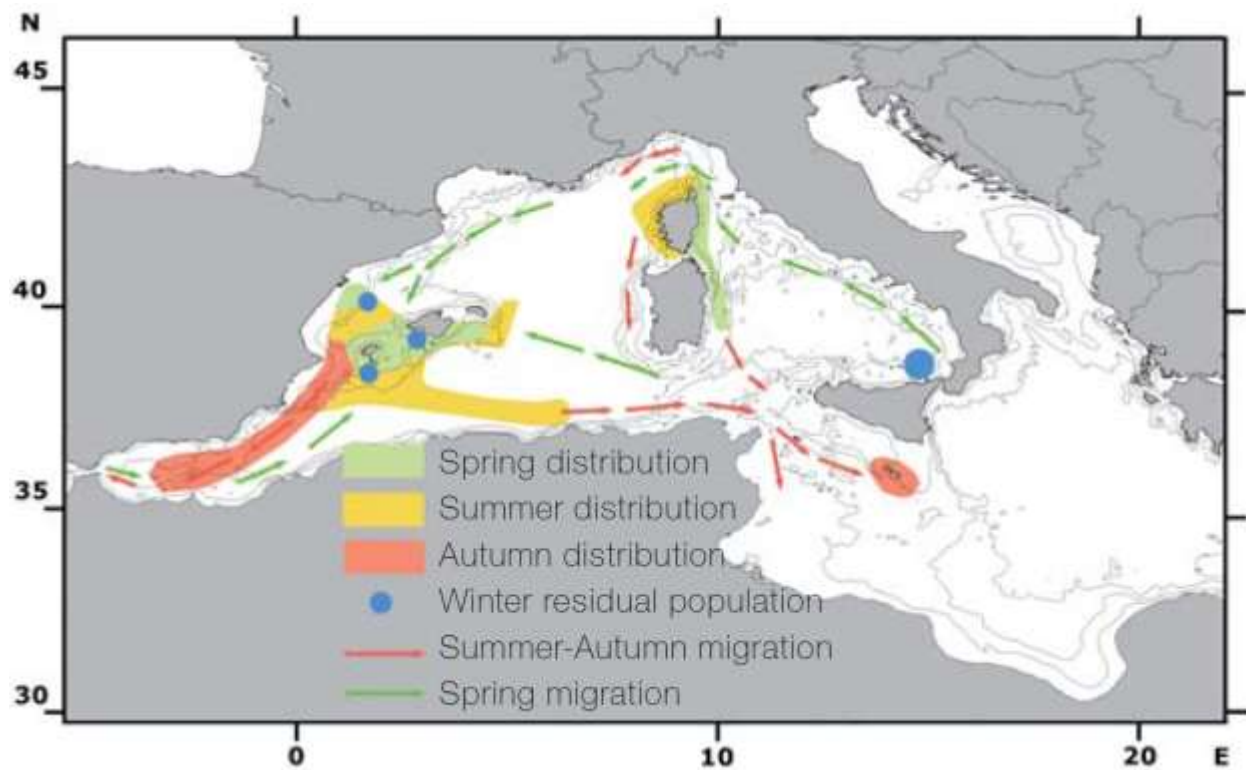 N
45
40
35
30
Spring distribution
Summer distribution
Autumn distribution
Winter residual population
Summer-Autumn migration
Spring migration
0
10
20
E